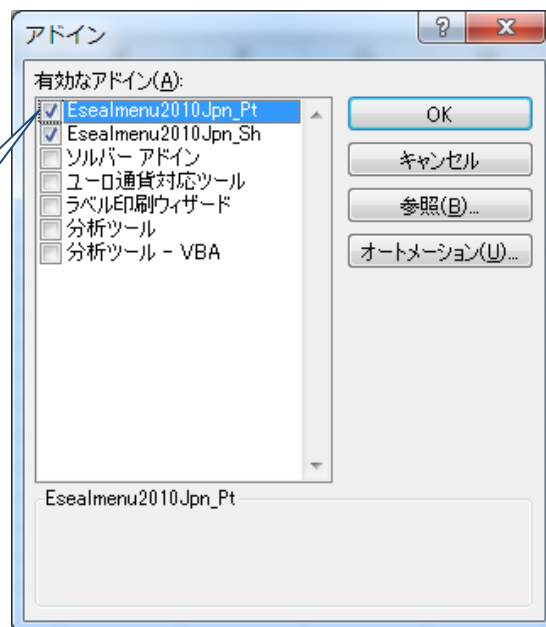 アドイン
有効なアドイン(A):
Esealmenu2010Jpn_Pt
Esealmenu2010Jpn_Sh
ソルバー アドイン
ユーロ通貨対応ツール
ラベル印刷ウィザード
分析ツール
分析ツール - VBA
OK
キャンセル
参照(B)...
オートメーション(U)...
Esealmenu2010Jpn_Pt